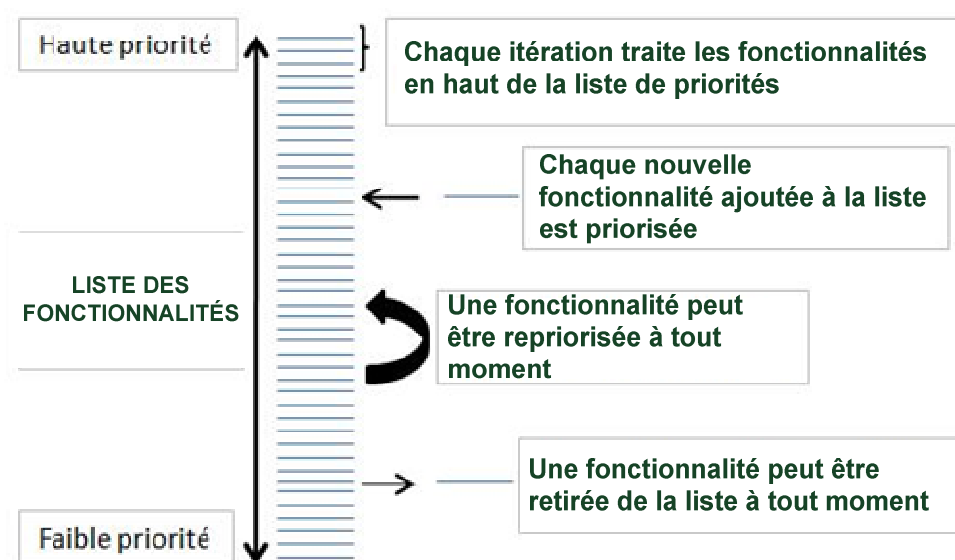 Haute priorité
Chaque itération traite les fonctionnalités
en haut de la liste de priorités
Chaque nouvelle
fonctionnalité ajoutée à la liste
est priorisée
LISTE DES
FONCTIONNALITÉS
Une fonctionnalité peut
être repriorisée à tout
moment
Une fonctionnalité peut être
retirée de la liste à tout moment
Faible priorité